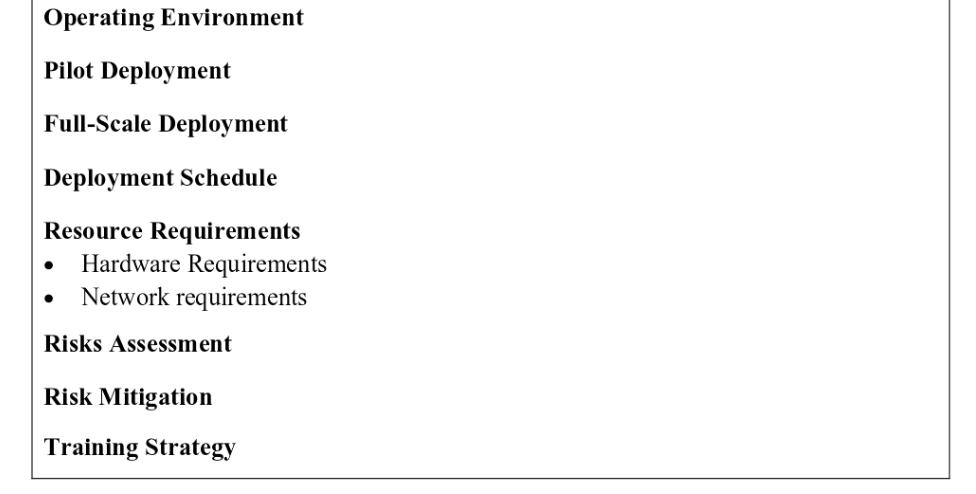 Operating Environment
Pilot Deployment
Full-Scale Deployment
Deployment Schedule
Resource Requirements
• Hardware Requirements
• Network requirements
Risks Assessment
Risk Mitigation
Training Strategy